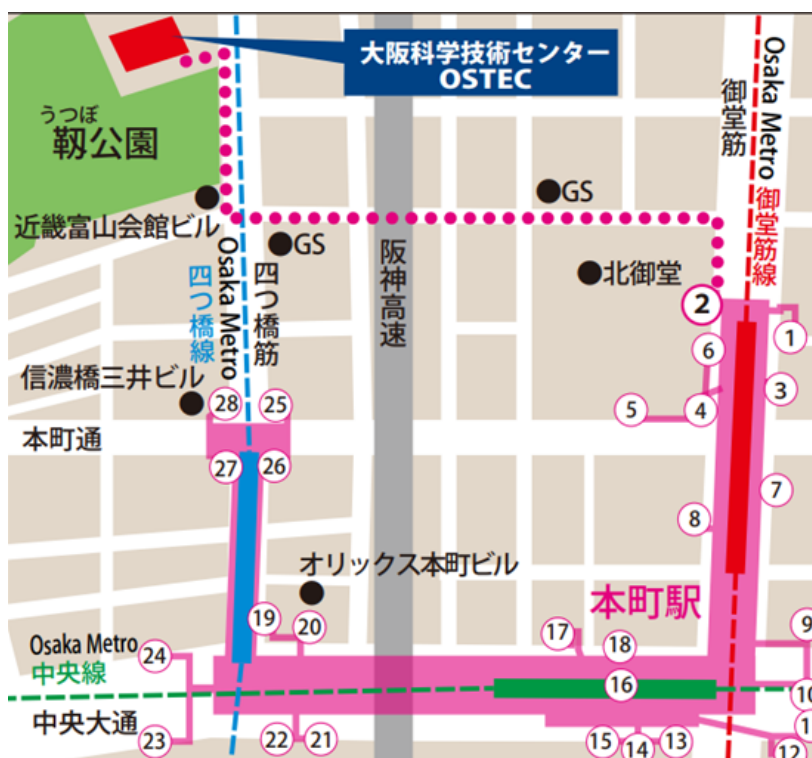 大阪科学技術センター
OSTEC
うつぼ
靱公園
御堂筋
Osaka Metro
御堂筋線
GS
近畿富山会館ビル
Osaka Metro
四つ橋線
四つ橋筋
GS
阪神高速
北御堂
2
1
6
3
信濃橋三井ビル
28
25
5
4
本町通
27
26
7
8
オリックス本町ビル
19
20
本町駅
17
18
9
Osaka Metro
中央線
24
16
10
中央大通
23
22
21
15
14
13
12